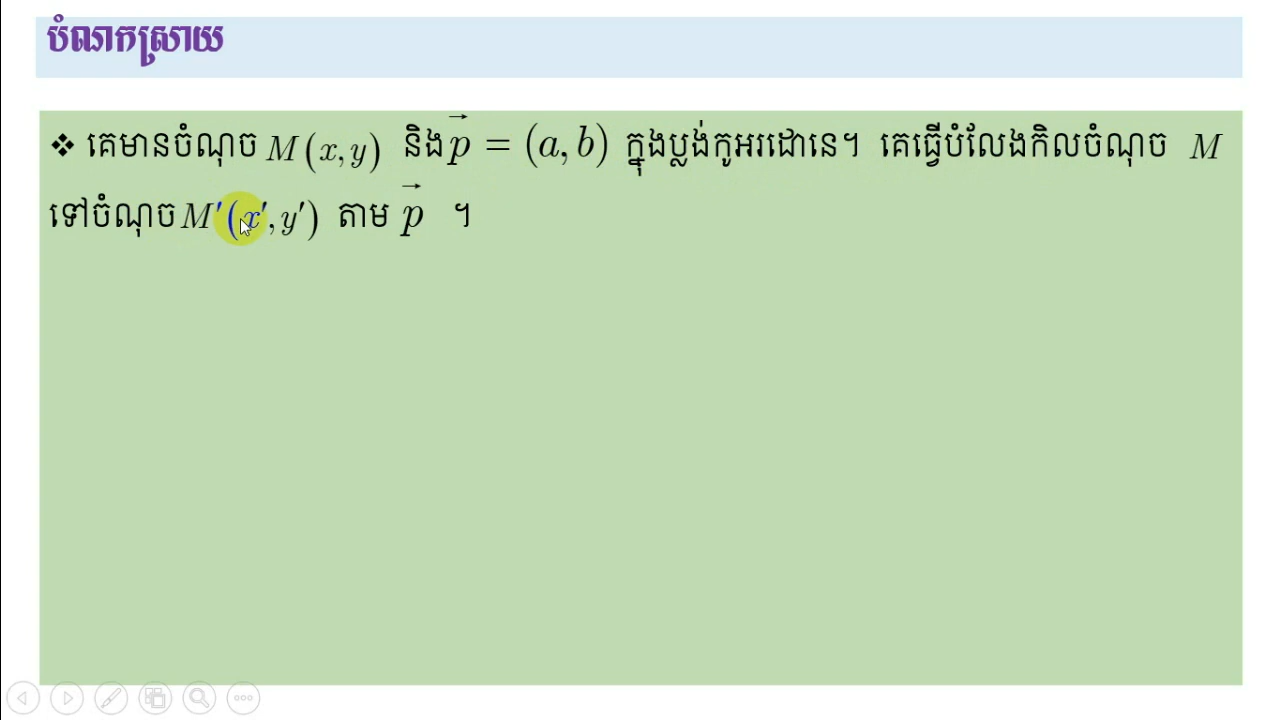 បំណកស្រាយ
❖ គេមានចំណុច M(x,y) និង p⃗ = (a,b) ក្នុងប្លង់កូអរដោនេ។ គេធ្វើបំលែងកិលចំណុច M
ទៅចំណុច M′(x′,y′) តាម p⃗ ។